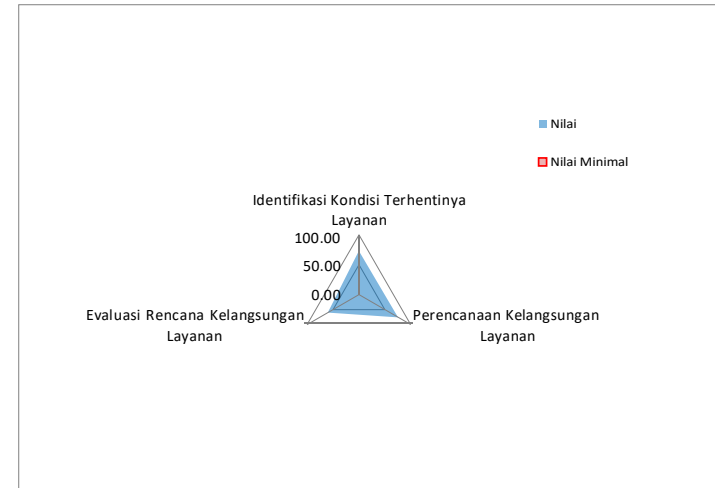 Nilai
Nilai Minimal
Identifikasi Kondisi Terhentinya
Layanan
100.00
50.00
0.00
Evaluasi Rencana Kelangsungan
Layanan
Perencanaan Kelangsungan
Layanan